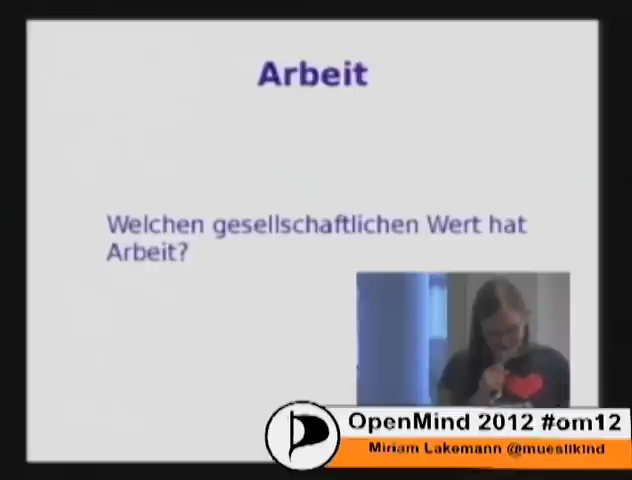 Arbeit
Welchen gesellschaftlichen Wert hat
Arbeit?
OpenMind 2012 #om12
Miriam Lakemann @mueslikind